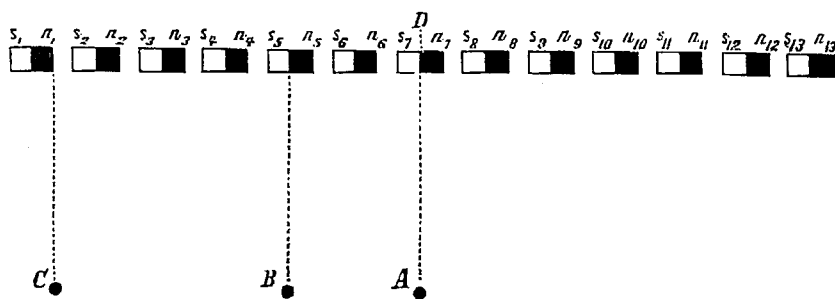 D
s₁ n₁ s₂ n₂ s₃ n₃ s₄ n₄ s₅ n₅ s₆ n₆ s₇ n₇ s₈ n₈ s₉ n₉ s₁₀ n₁₀ s₁₁ n₁₁ s₁₂ n₁₂ s₁₃ n₁₃
C B A